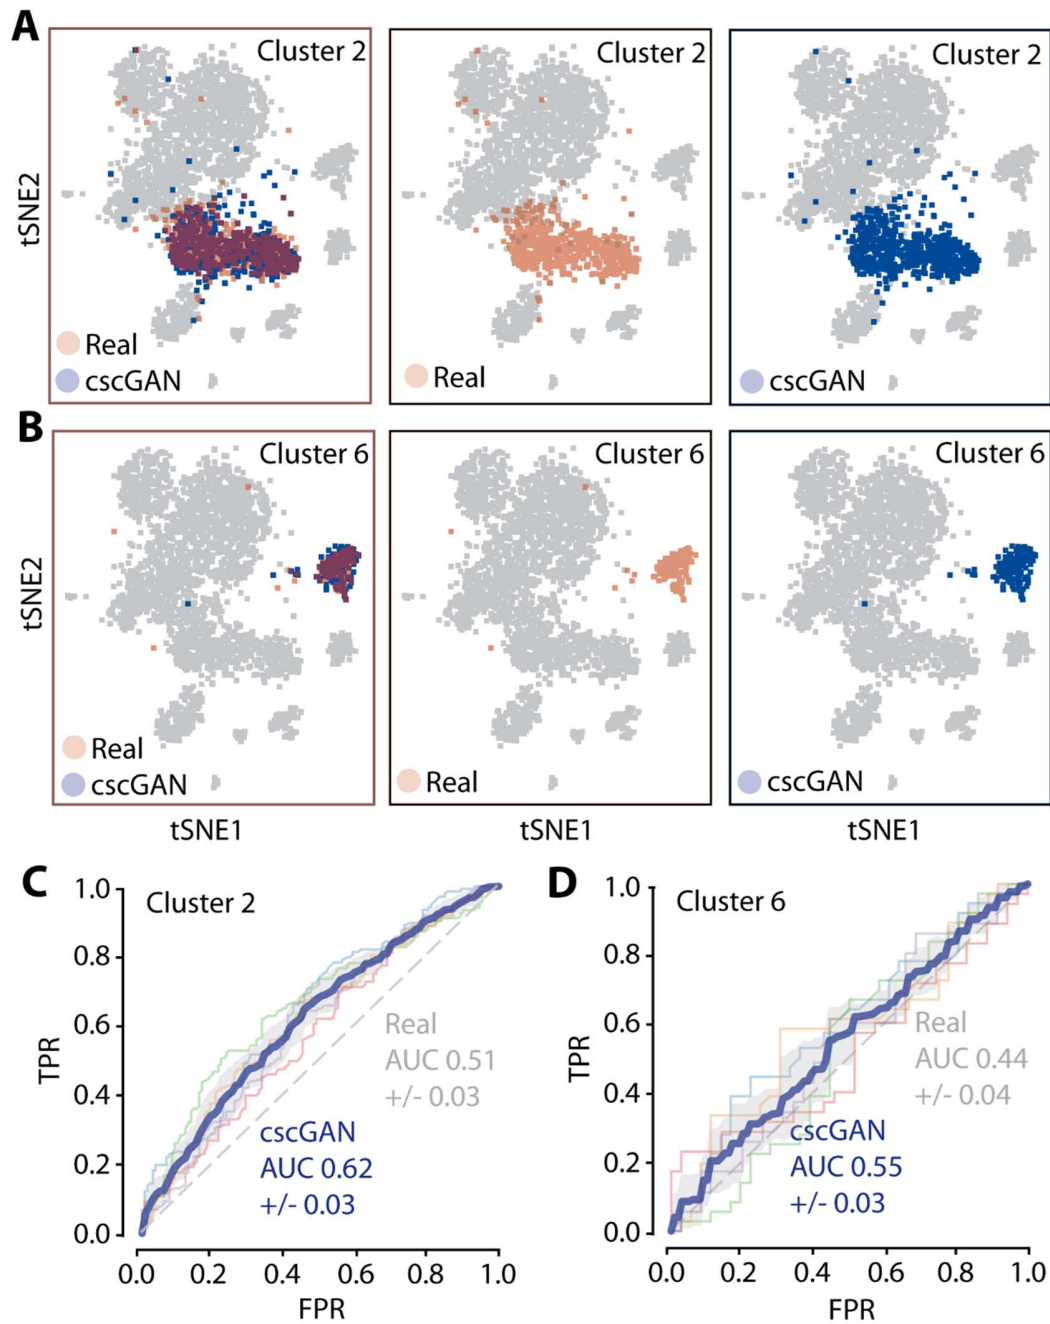 A
Cluster 2
Cluster 2
Cluster 2
tSNE2
Real
cscGAN
Real
cscGAN
B
Cluster 6
Cluster 6
Cluster 6
tSNE2
Real
cscGAN
Real
cscGAN
tSNE1
tSNE1
tSNE1
C
Cluster 2
1.0
0.8
0.6
0.4
0.2
0.0
TPR
Real
AUC 0.51
+/- 0.03
cscGAN
AUC 0.62
+/- 0.03
0.0 0.2 0.4 0.6 0.8 1.0
FPR
D
Cluster 6
1.0
0.8
0.6
0.4
0.2
0.0
TPR
Real
AUC 0.44
+/- 0.04
cscGAN
AUC 0.55
+/- 0.03
0.0 0.2 0.4 0.6 0.8 1.0
FPR